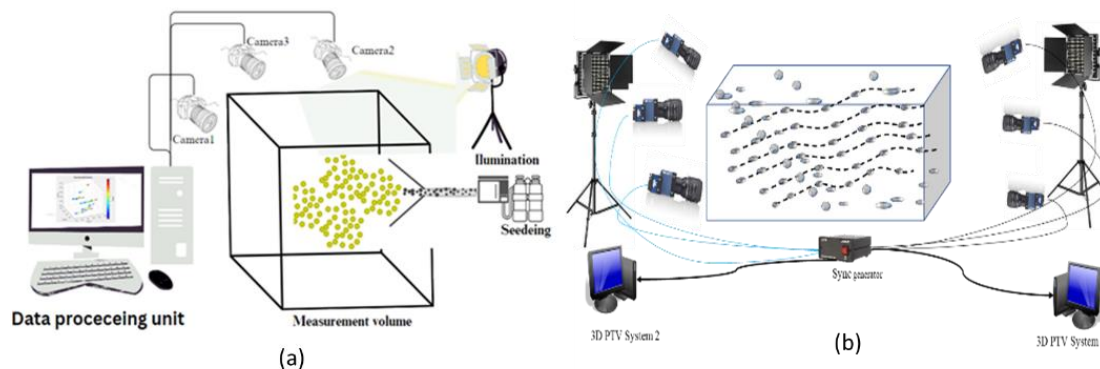 Camera3
Camera2
Camera1
Ilumination
Seedeing
Data proceceing unit
Measurement volume
(a)
Sync generator
3D PTV System 2
3D PTV System
(b)